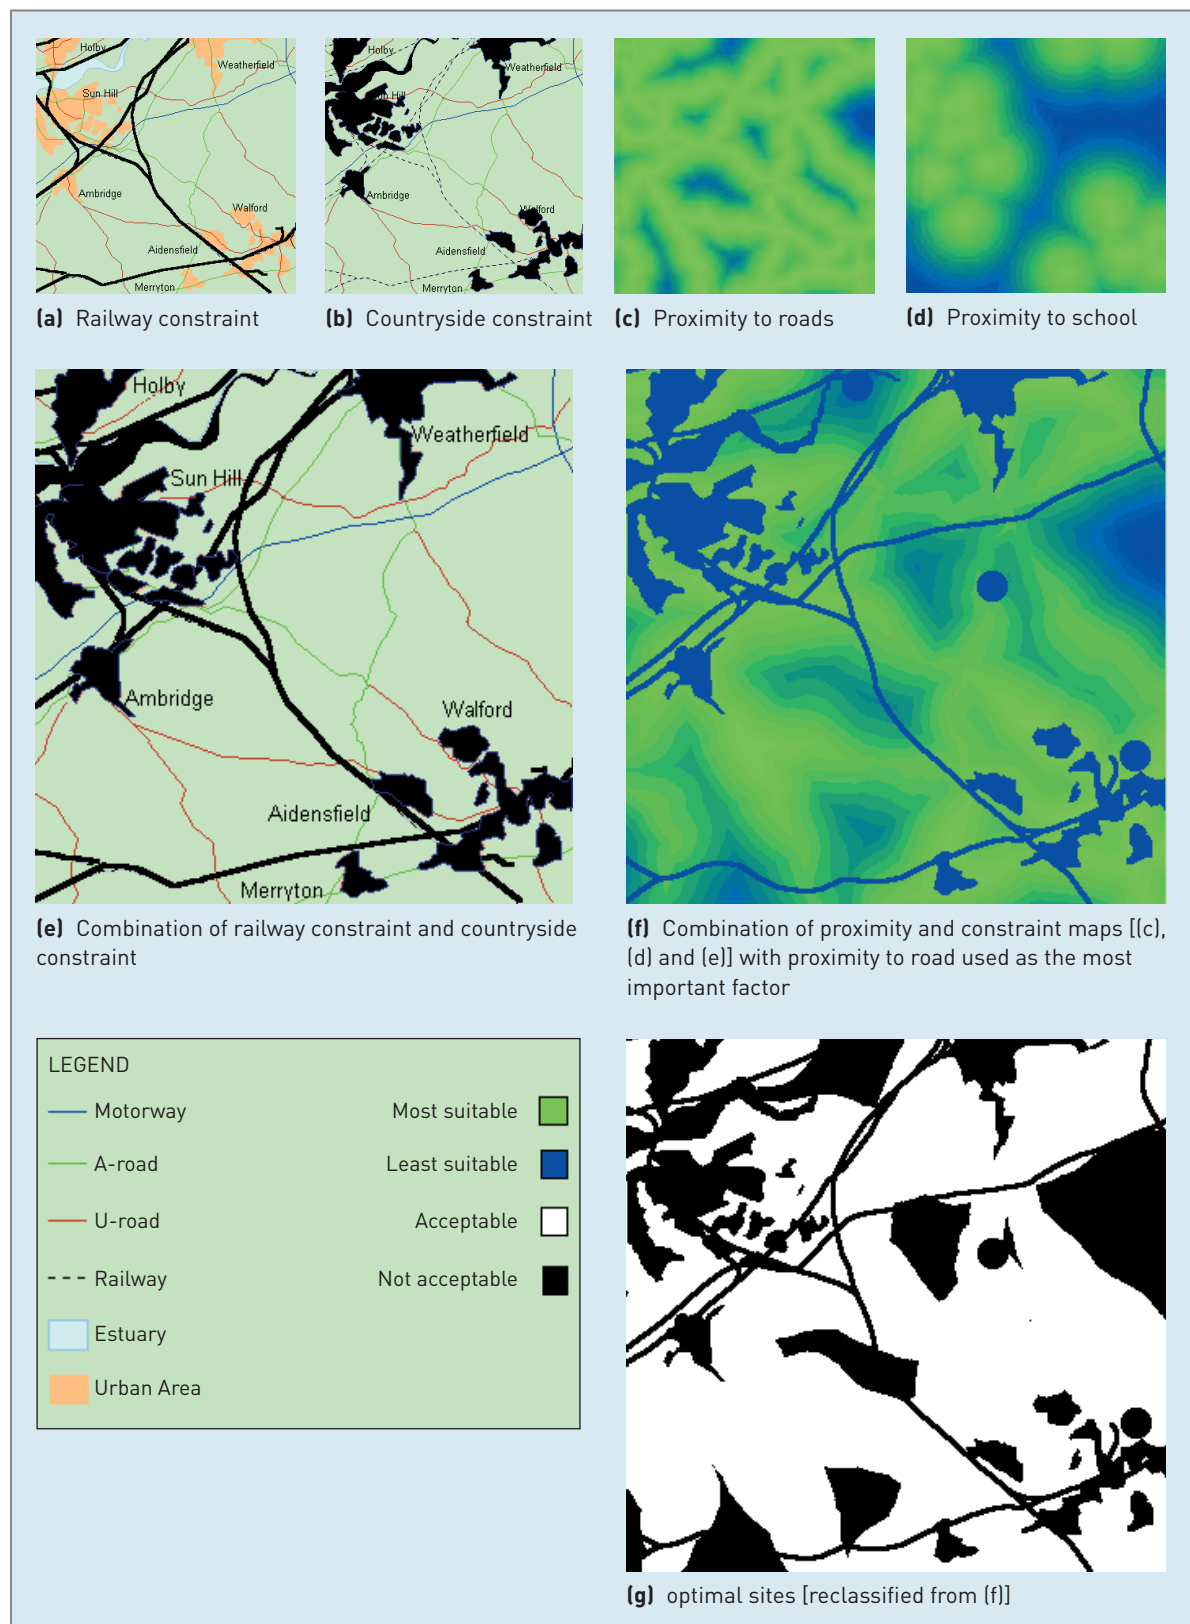 Holby
Weatherfield
Sun Hill
Ambridge
Walford
Aidensfield
Merryton
(a) Railway constraint
Holby
Weatherfield
Sun Hill
Ambridge
Walford
Aidensfield
Merryton
(b) Countryside constraint
(c) Proximity to roads
(d) Proximity to school
Holby
Weatherfield
Sun Hill
Ambridge
Walford
Aidensfield
Merryton
(e) Combination of railway constraint and countryside
constraint
(f) Combination of proximity and constraint maps [(c),
(d) and (e)] with proximity to road used as the most
important factor
LEGEND
Motorway
Most suitable
A-road
Least suitable
U-road
Acceptable
Railway
Not acceptable
Estuary
Urban Area
(g) optimal sites [reclassified from (f)]